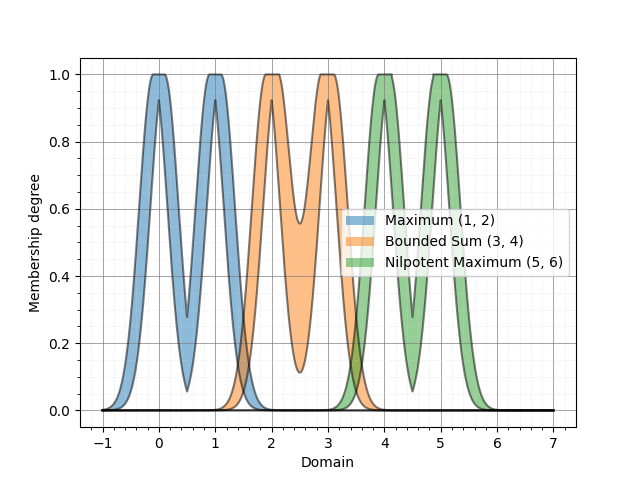 1.0
0.8
0.6
0.4
0.2
0.0
Membership degree
Maximum (1, 2)
Bounded Sum (3, 4)
Nilpotent Maximum (5, 6)
−1 0 1 2 3 4 5 6 7
Domain